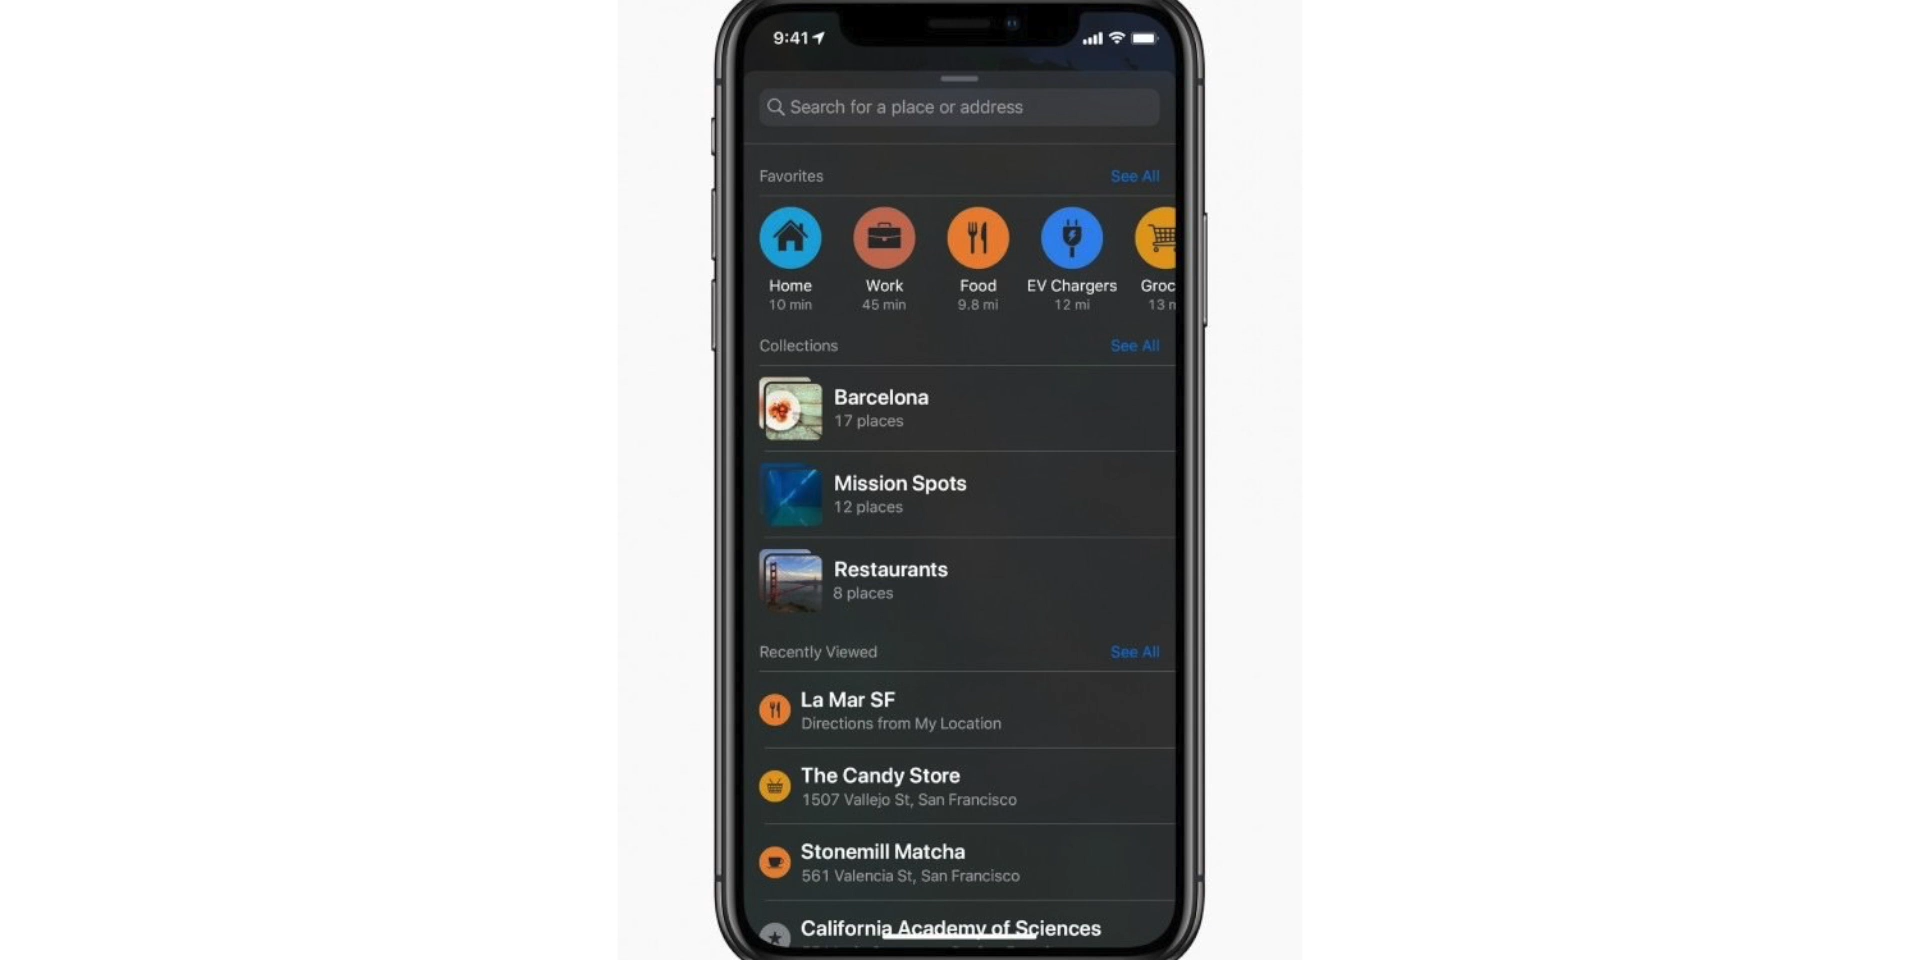 9:41
Search for a place or address
Favorites See All
Home Work Food EV Chargers Groc
10 min 45 min 9.8 mi 12 mi 13
Collections See All
Barcelona
17 places
Mission Spots
12 places
Restaurants
8 places
Recently Viewed See All
La Mar SF
Directions from My Location
The Candy Store
1507 Vallejo St, San Francisco
Stonemill Matcha
561 Valencia St, San Francisco
California Academy of Sciences